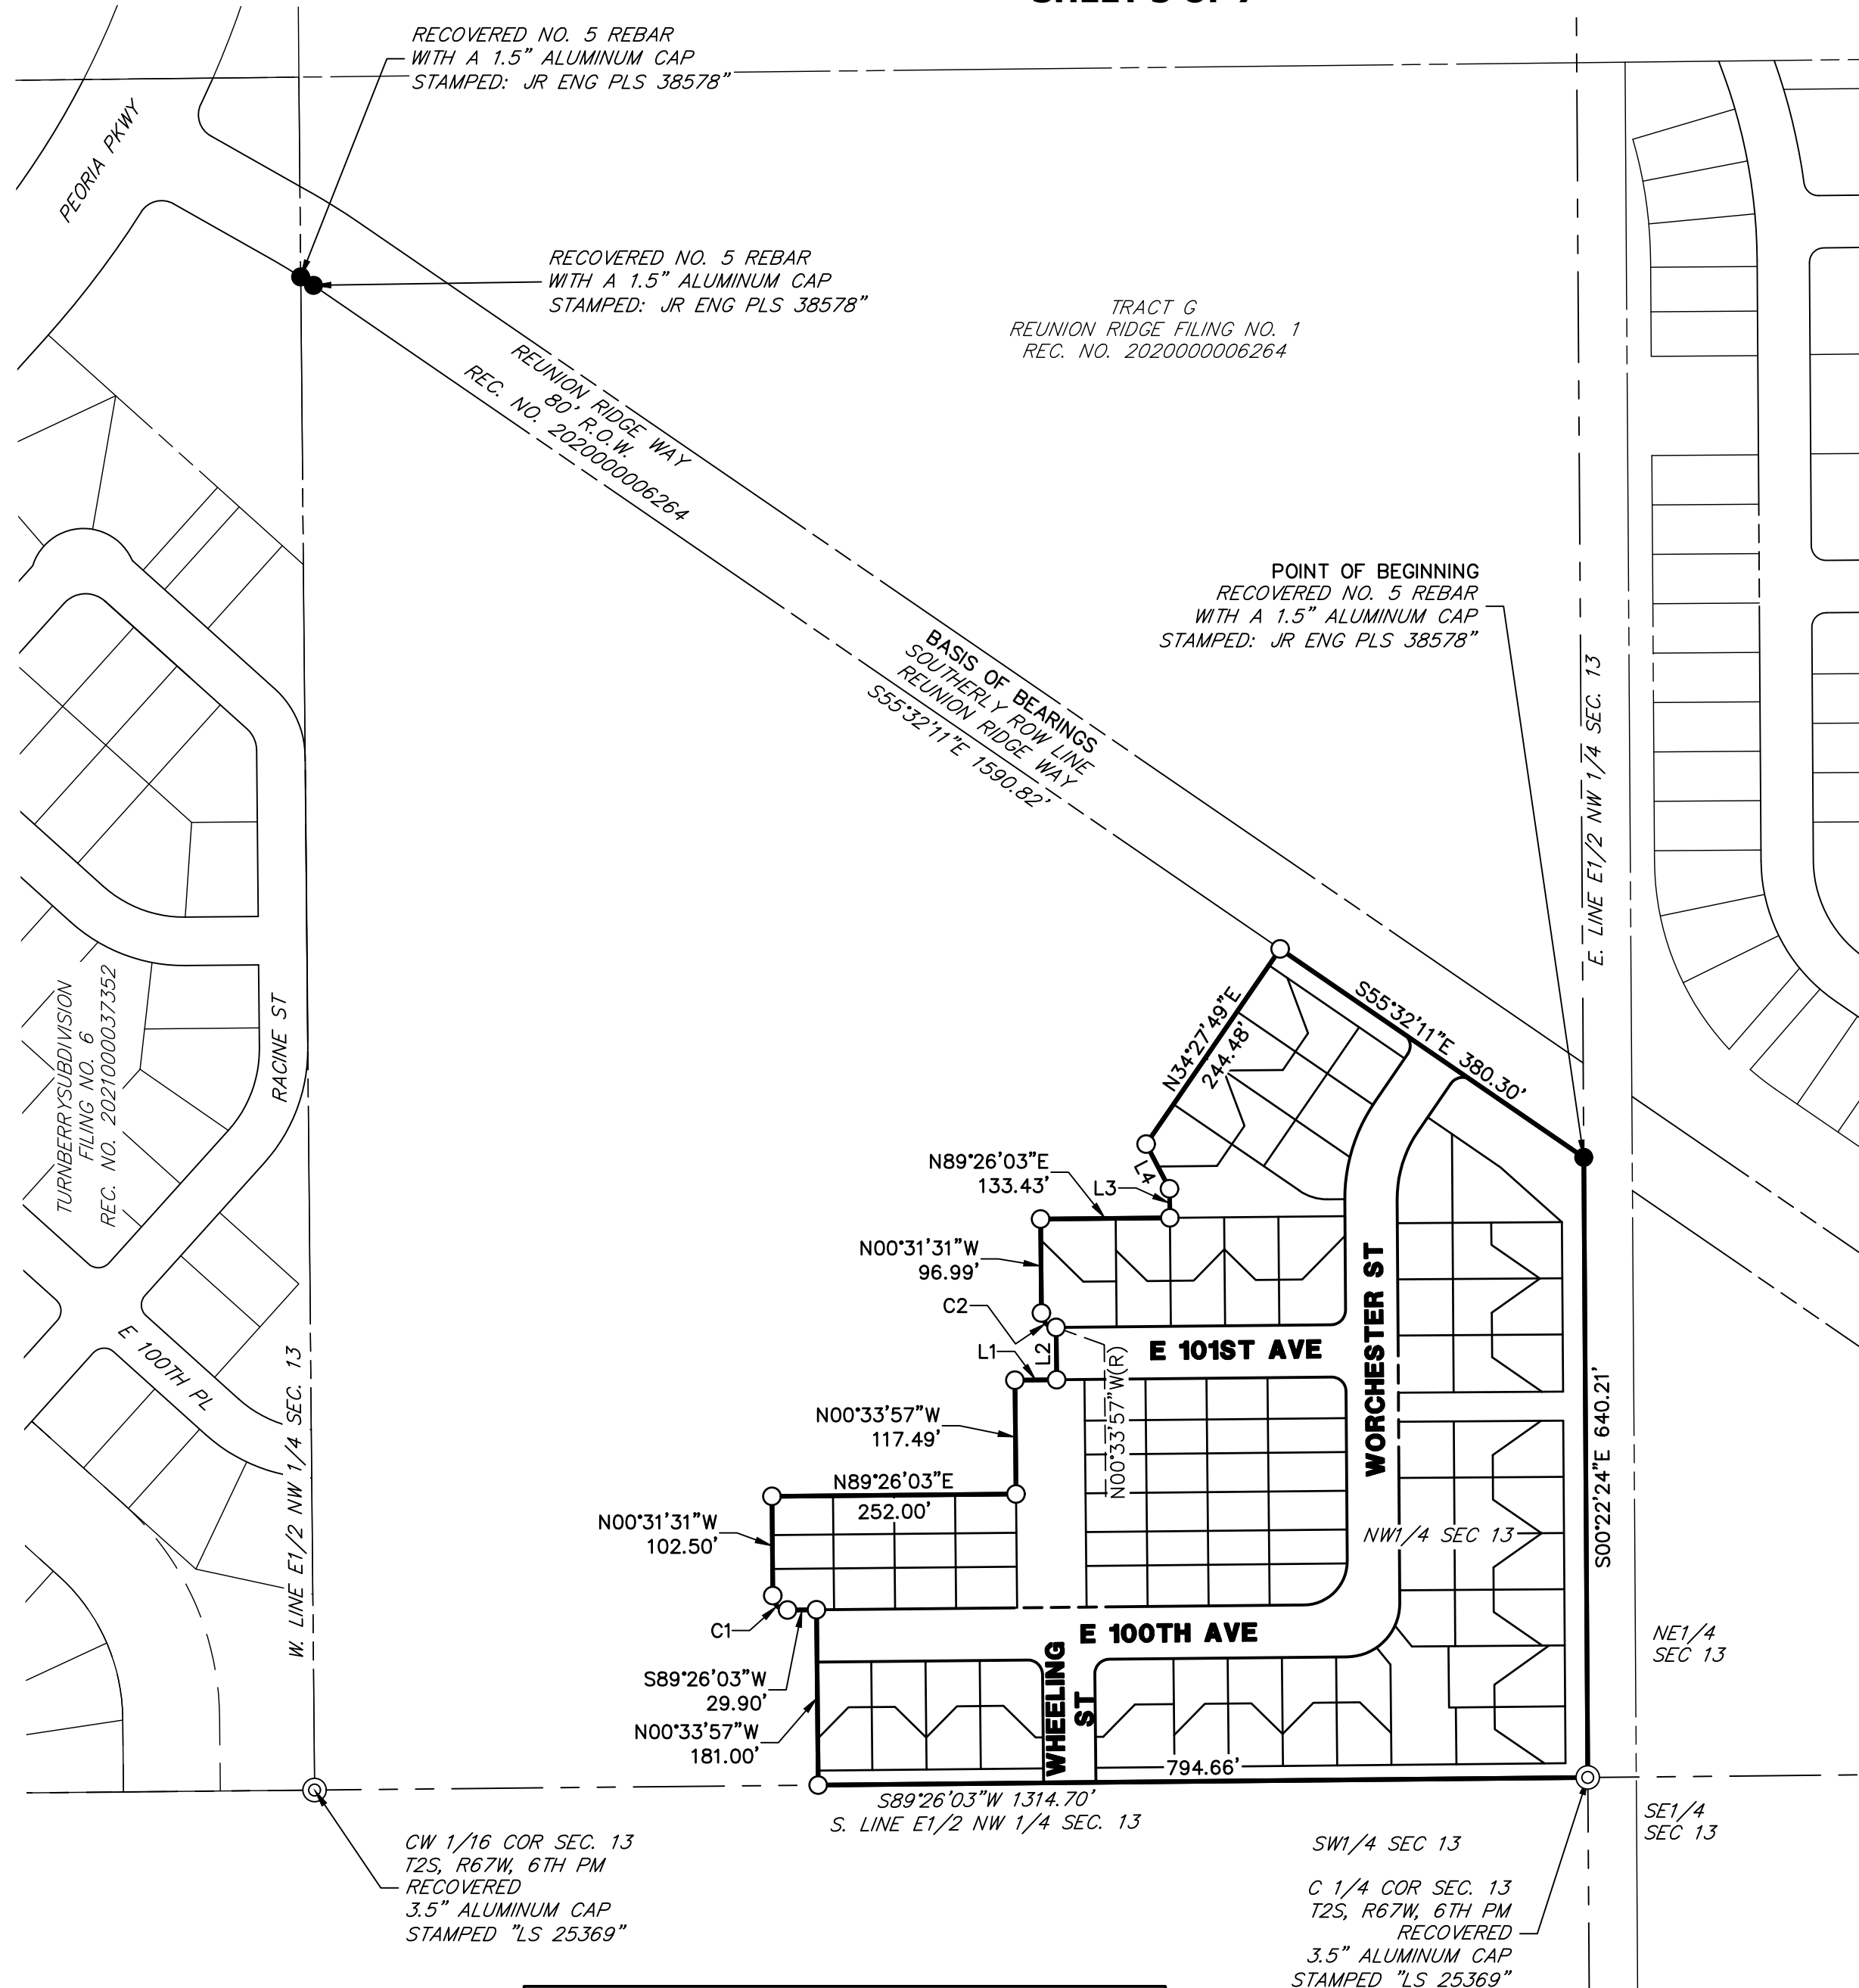 RECOVERED NO. 5 REBAR
WITH A 1.5" ALUMINUM CAP
STAMPED: JR ENG PLS 38578"
PEORIA PKWY
RECOVERED NO. 5 REBAR
WITH A 1.5" ALUMINUM CAP
STAMPED: JR ENG PLS 38578"
TRACT G
REUNION RIDGE FILING NO. 1
REC. NO. 2020000006264
REUNION RIDGE WAY
80' R.O.W.
REC. NO. 2020000006264
POINT OF BEGINNING
RECOVERED NO. 5 REBAR
WITH A 1.5" ALUMINUM CAP
STAMPED: JR ENG PLS 38578"
BASIS OF BEARINGS
SOUTHERLY ROW LINE
REUNION RIDGE WAY
S55°32'11"E 1590.82'
E. LINE E1/2 NW 1/4 SEC. 13
TURNBERRYSUBDIVISION
FILING NO. 6
REC. NO. 2021000037352
RACINE ST
N34°27'49"E
244.48'
S55°32'11"E 380.30'
L4
N89°26'03"E
133.43'
L3
N00°31'31"W
96.99'
C2
L1
L2
E 101ST AVE
N00°33'57"W(R)
WORCHESTER ST
E 100TH PL
W. LINE E1/2 NW 1/4 SEC. 13
N00°33'57"W
117.49'
S00°22'24"E 640.21'
N89°26'03"E
252.00'
N00°31'31"W
102.50'
NW1/4 SEC 13
C1
E 100TH AVE
NE1/4
SEC 13
S89°26'03"W
29.90'
WHEELING
ST
N00°33'57"W
181.00'
794.66'
S89°26'03"W 1314.70'
S. LINE E1/2 NW 1/4 SEC. 13
SE1/4
SEC 13
SW1/4 SEC 13
CW 1/16 COR SEC. 13
T2S, R67W, 6TH PM
RECOVERED
3.5" ALUMINUM CAP
STAMPED "LS 25369"
C 1/4 COR SEC. 13
T2S, R67W, 6TH PM
RECOVERED
3.5" ALUMINUM CAP
STAMPED "LS 25369"